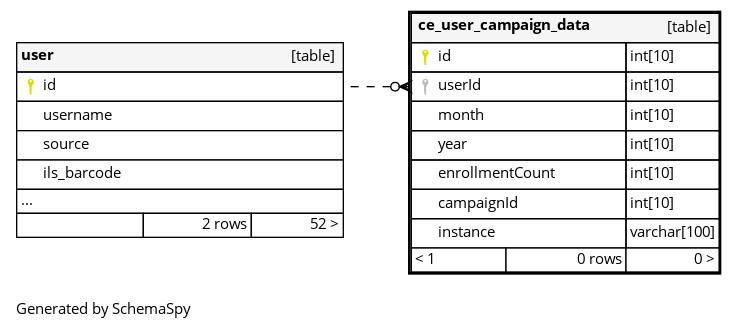 user [table]
id
username
source
ils_barcode
...
2 rows 52 >
ce_user_campaign_data [table]
id int[10]
userId int[10]
month int[10]
year int[10]
enrollmentCount int[10]
campaignId int[10]
instance varchar[100]
< 1 0 rows 0 >
Generated by SchemaSpy